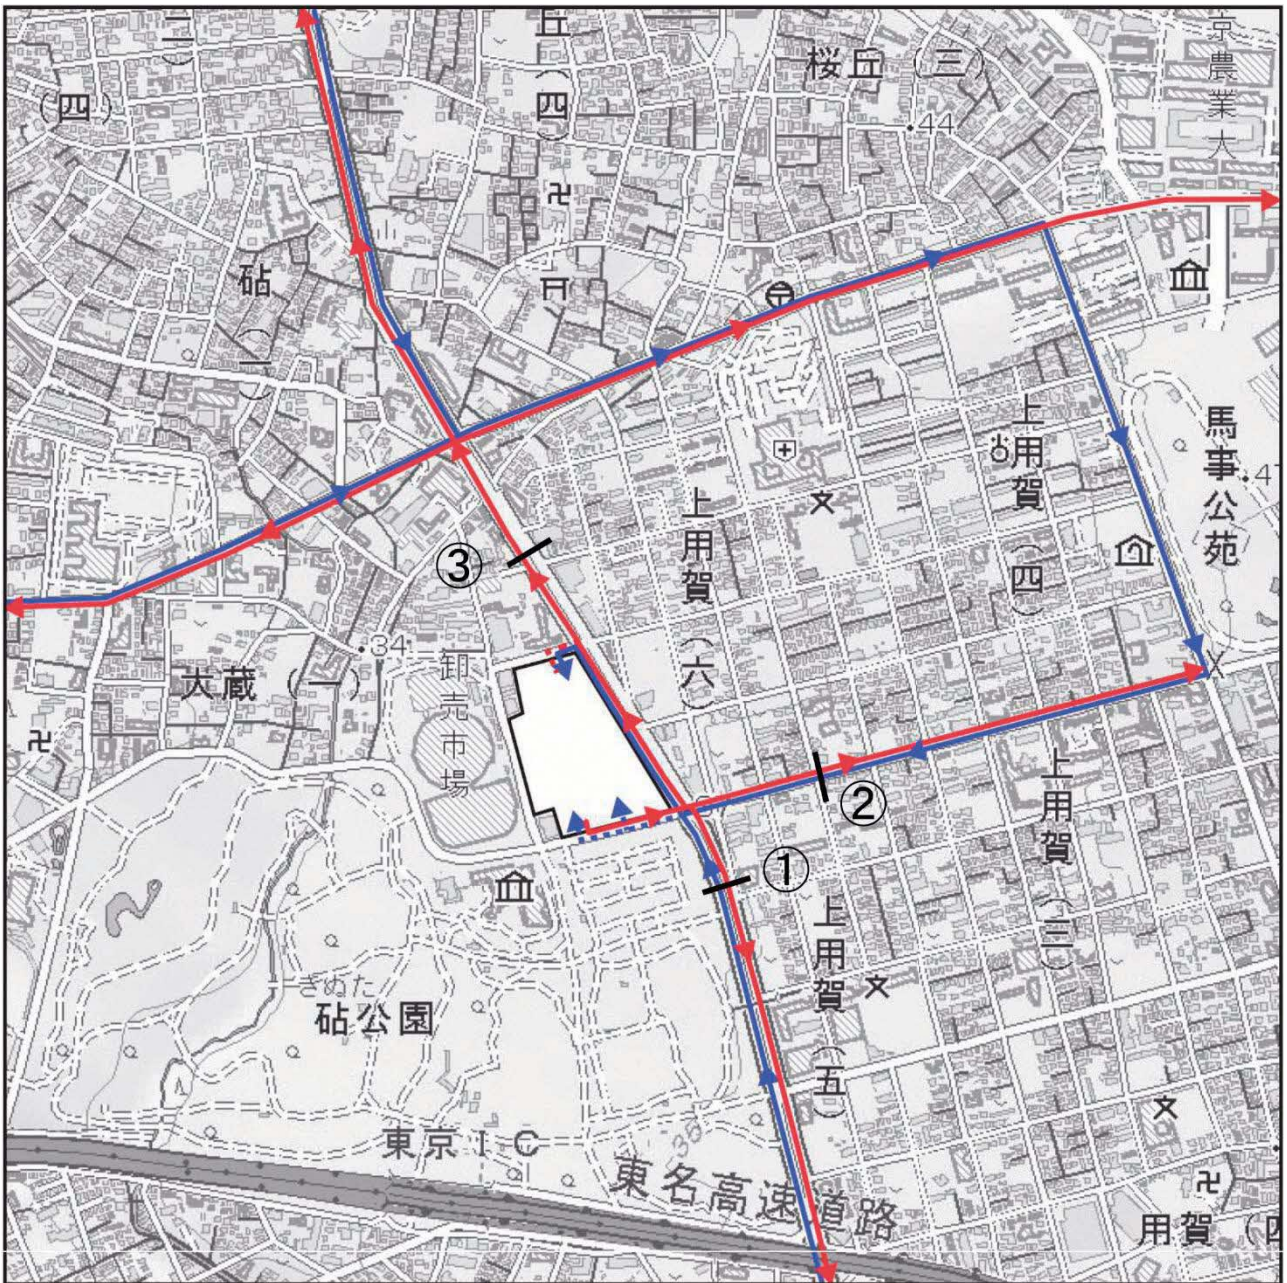 二
(四)
丘(四)
桜丘(三)
44
京農業大
砧(一)
上用賀(六)
上用賀(四)
馬事公苑
4
③
34
大蔵(一)
卸売市場
②
①
上用賀(三)
上用賀(五)
きぬた
砧公園
東京IC
東名高速道路
用賀(四